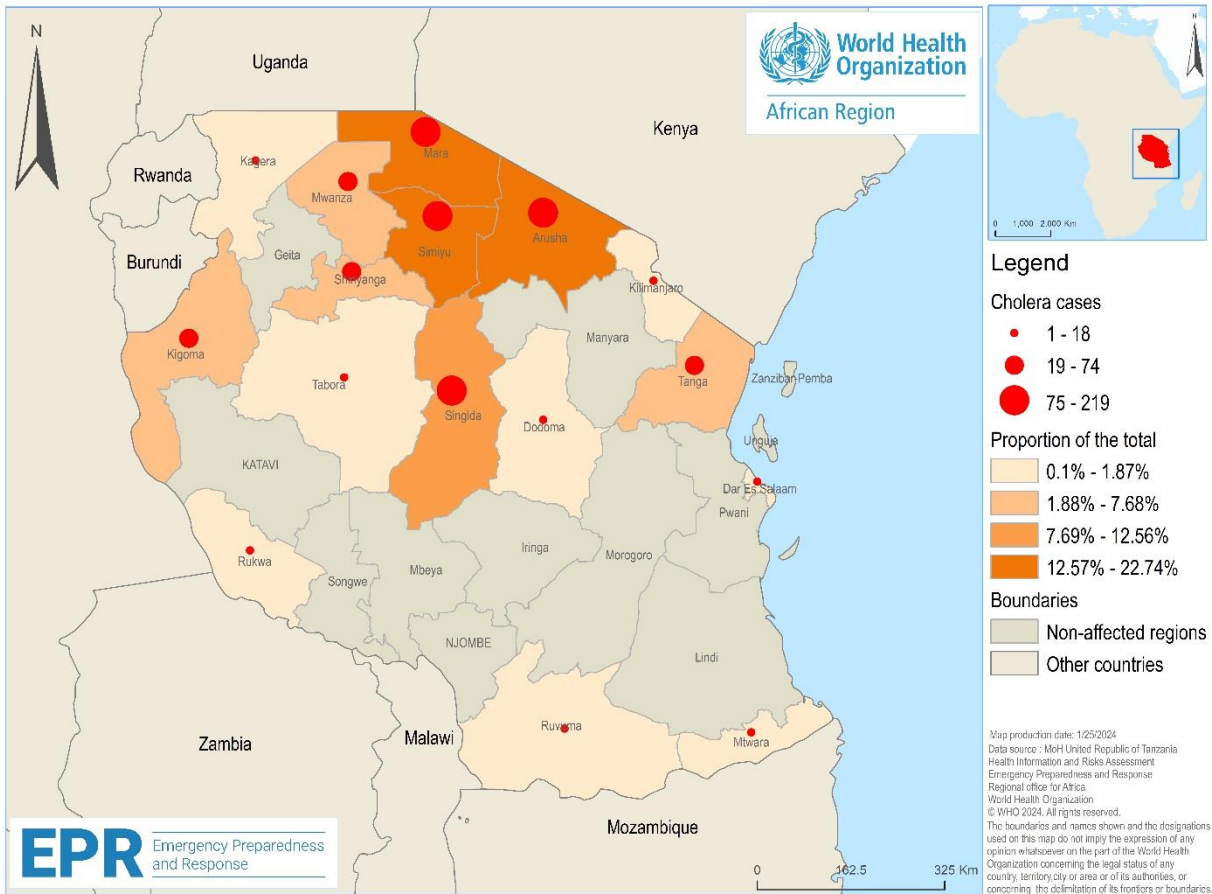 N
Uganda
World Health
Organization
African Region
Kenya
Rwanda
Burundi
Kagera
Mara
Mwanza
Simiyu
Arusha
Geita
Shinyanga
Kilimanjaro
Manyara
Kigoma
Tabora
Singida
Dodoma
Tanga
Zanzibar-Pemba
Unguja
KATAVI
Dar Es Salaam
Pwani
Rukwa
Songwe
Mbeya
Iringa
Morogoro
NJOMBE
Lindi
Ruvuma
Mtwara
Zambia
Malawi
Mozambique
EPR
Emergency Preparedness
and Response
0 162.5 325 Km
N
0 1,000 2,000 Km
Legend
Cholera cases
1 - 18
19 - 74
75 - 219
Proportion of the total
0.1% - 1.87%
1.88% - 7.68%
7.69% - 12.56%
12.57% - 22.74%
Boundaries
Non-affected regions
Other countries
Map production date: 1/25/2024
Data source : MoH United Republic of Tanzania
Health Information and Risks Assessment
Emergency Preparedness and Response
Regional office for Africa
World Health Organization
© WHO 2024. All rights reserved.
The boundaries and names shown and the designations
used on this map do not imply the expression of any
opinion whatsoever on the part of the World Health
Organization concerning the legal status of any
country, territory,city or area or of its authorities, or
concerning the delimitation of its frontiers or boundaries.